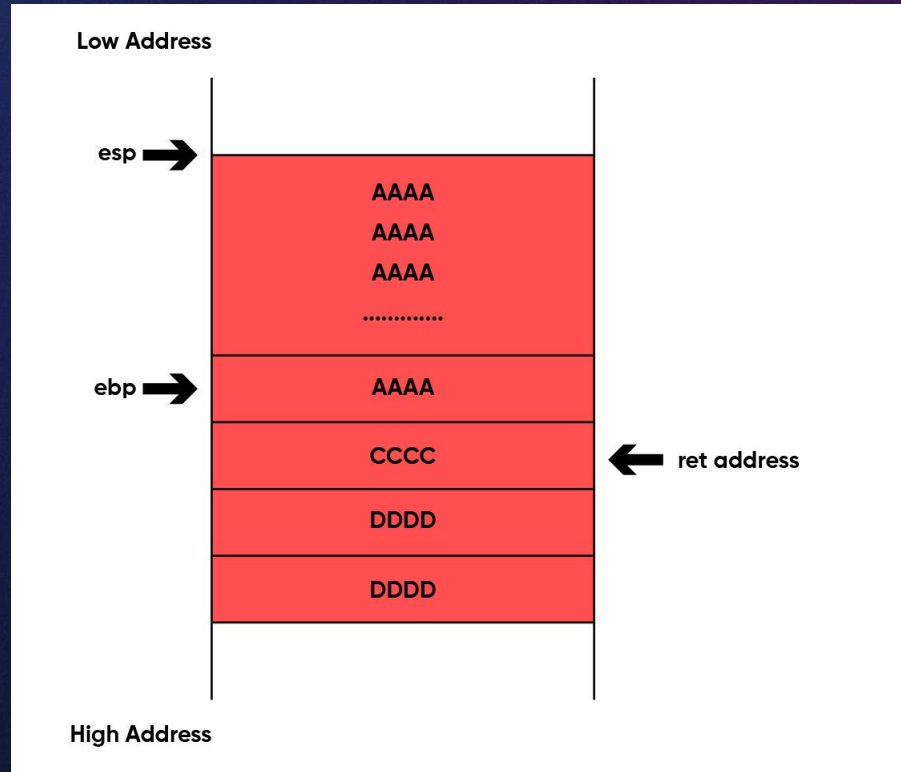 Low Address
esp
AAAA
AAAA
AAAA
.............
ebp
AAAA
CCCC
ret address
DDDD
DDDD
High Address